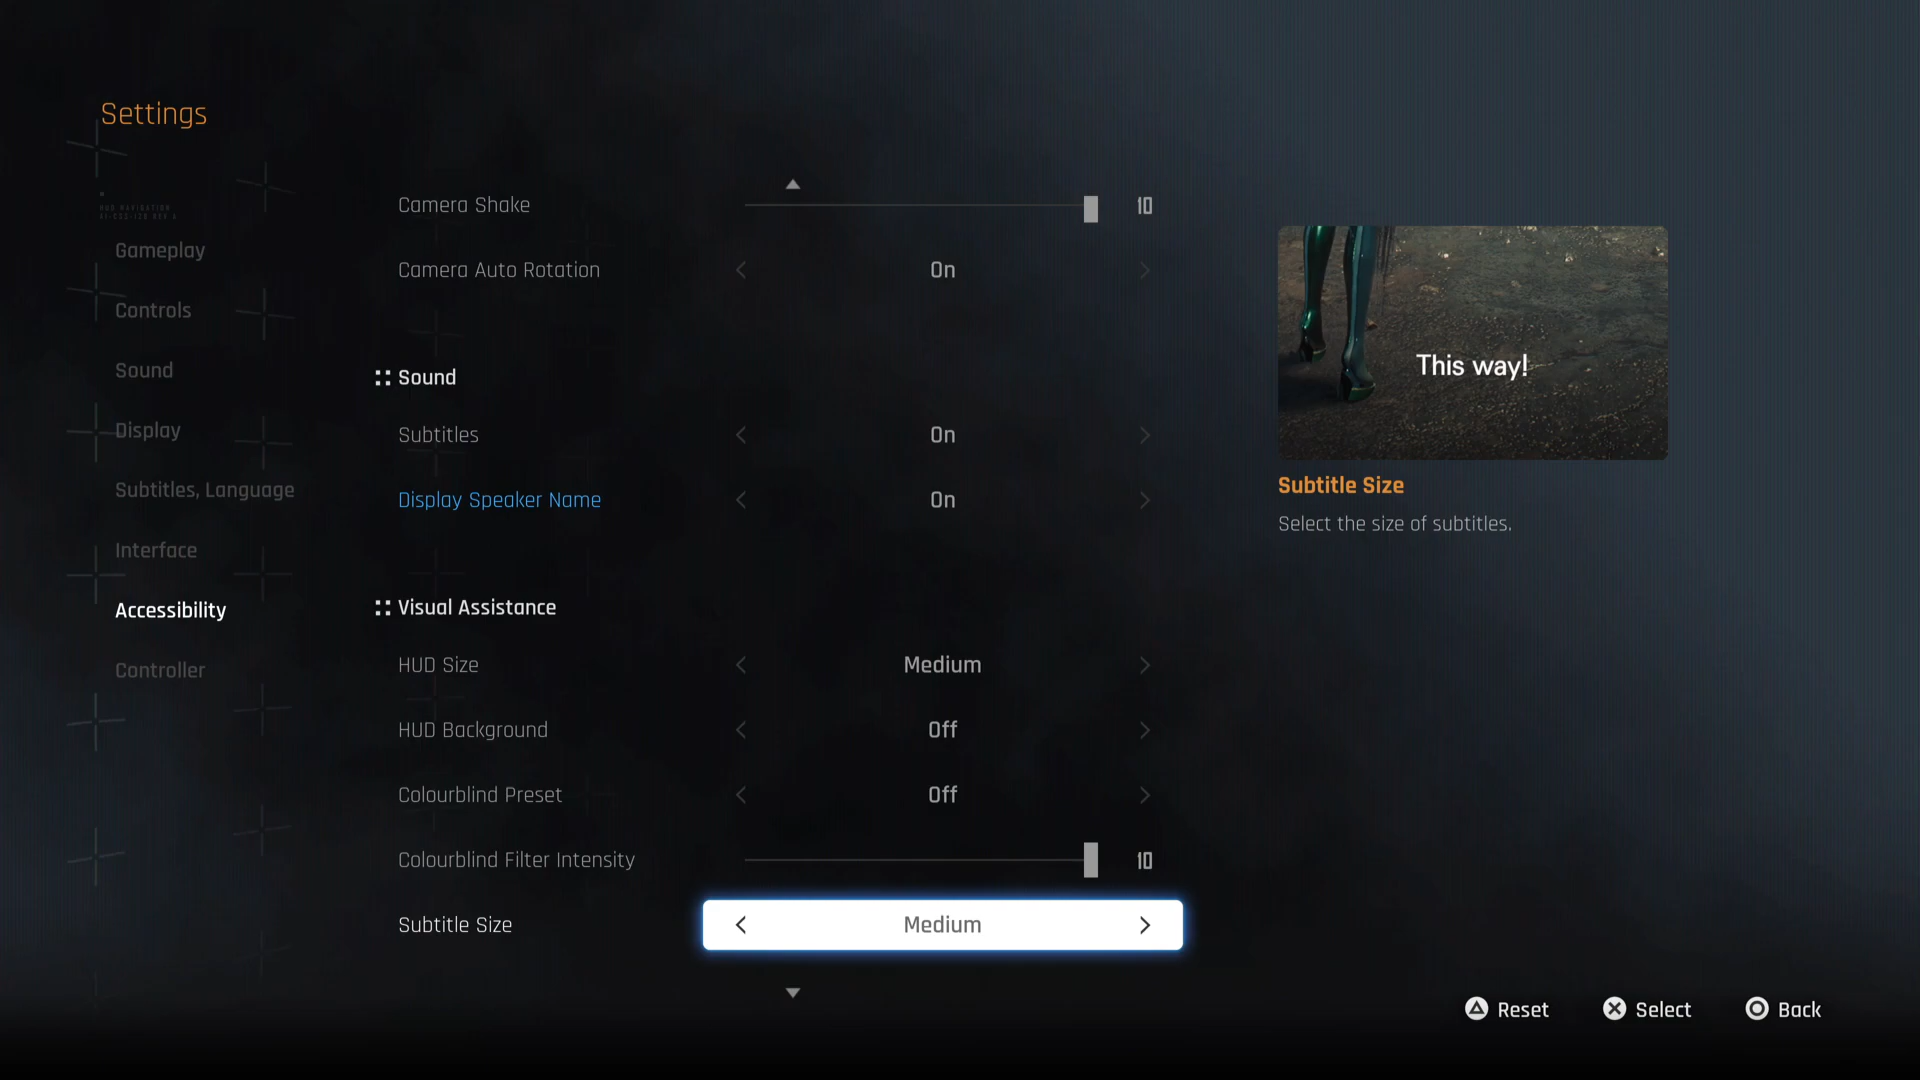 Settings
HUD NAVIGATION
Gameplay
Controls
Sound
Display
Subtitles, Language
Interface
Accessibility
Controller
Camera Shake
10
Camera Auto Rotation
On
Sound
Subtitles
On
Display Speaker Name
On
Visual Assistance
HUD Size
Medium
HUD Background
Off
Colourblind Preset
Off
Colourblind Filter Intensity
10
Subtitle Size
Medium
This way!
Subtitle Size
Select the size of subtitles.
Reset
Select
Back